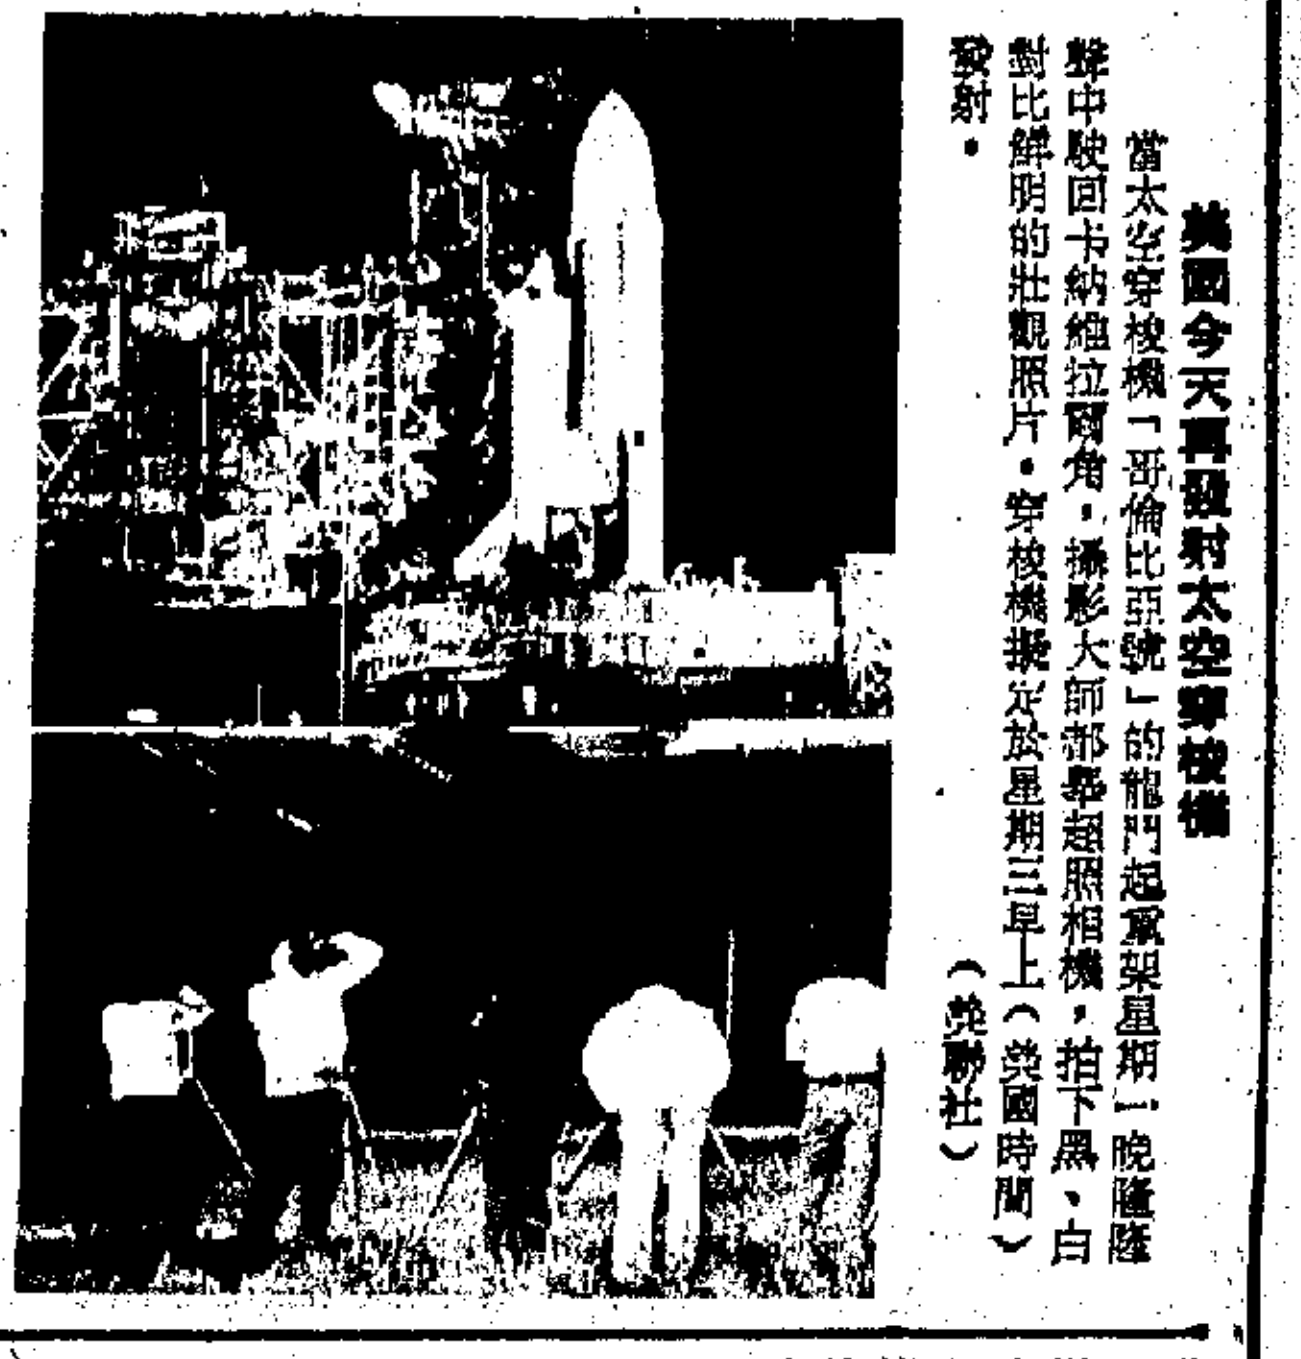 美國今天再發射太空穿梭機
當太空穿梭機「哥倫比亞號」的龍門起重架星期一晚隆隆
聲中駛回卡納維拉爾角，攝影大師都舉起照相機，拍下黑、白
對比鮮明的壯觀照片。穿梭機擬定於星期三早上（美國時間）
發射。
（美聯社）